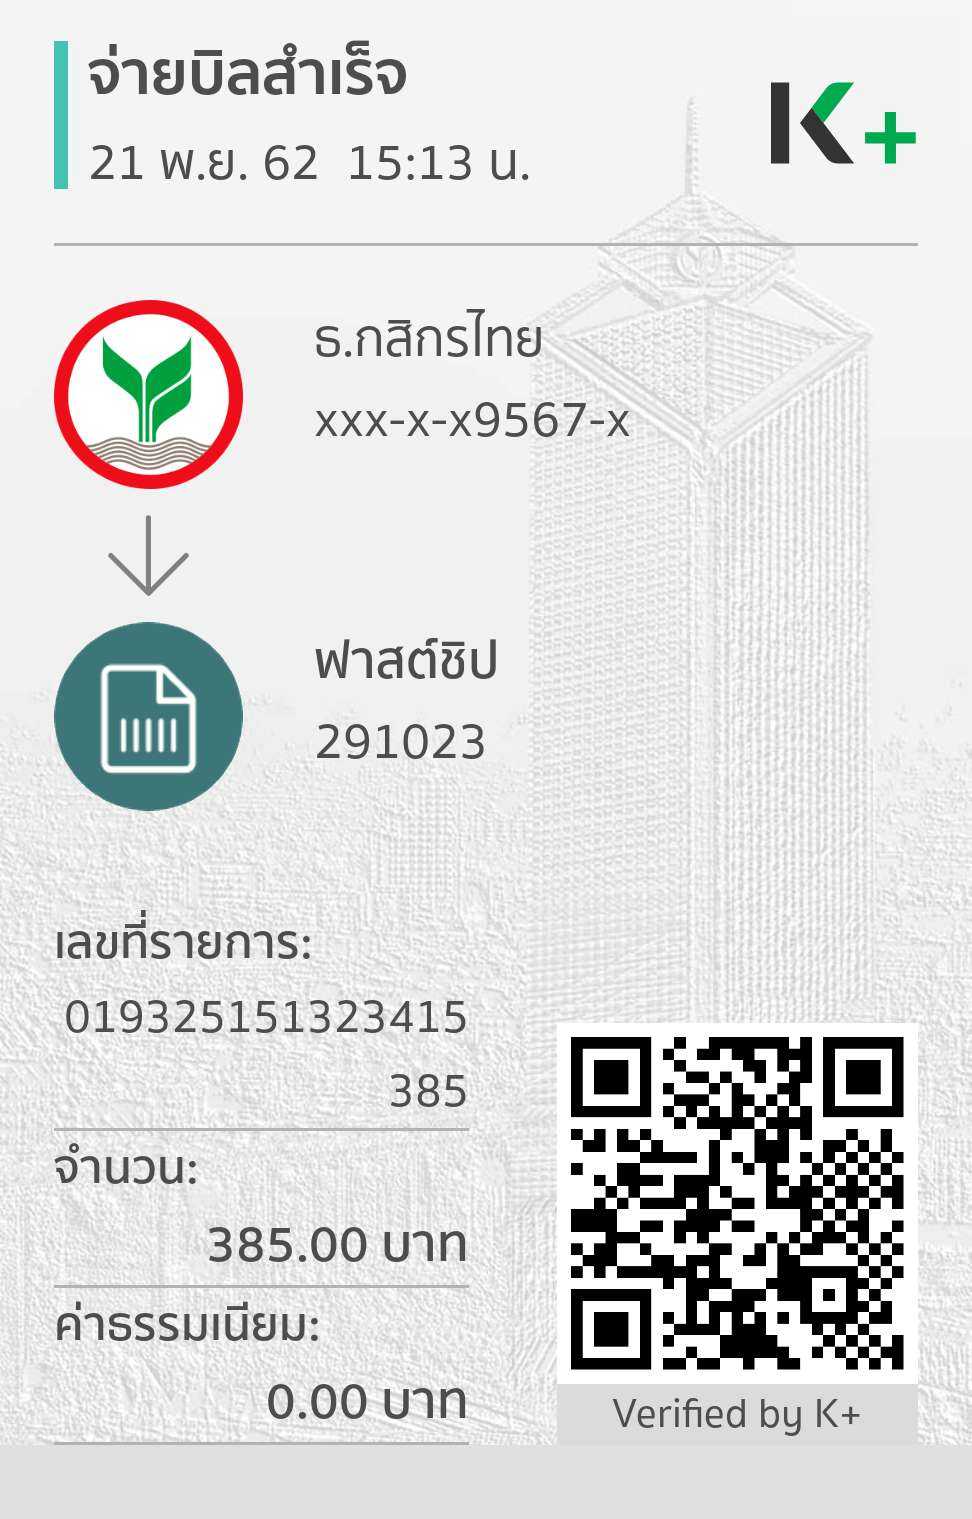 จ่ายบิลสำเร็จ
21 พ.ย. 62 15:13 น.
K+
ธ.กสิกรไทย
xxx-x-x9567-x
ฟาสต์ชิป
291023
เลขที่รายการ:
019325151323415
385
จำนวน:
385.00 บาท
ค่าธรรมเนียม:
0.00 บาท
Verified by K+